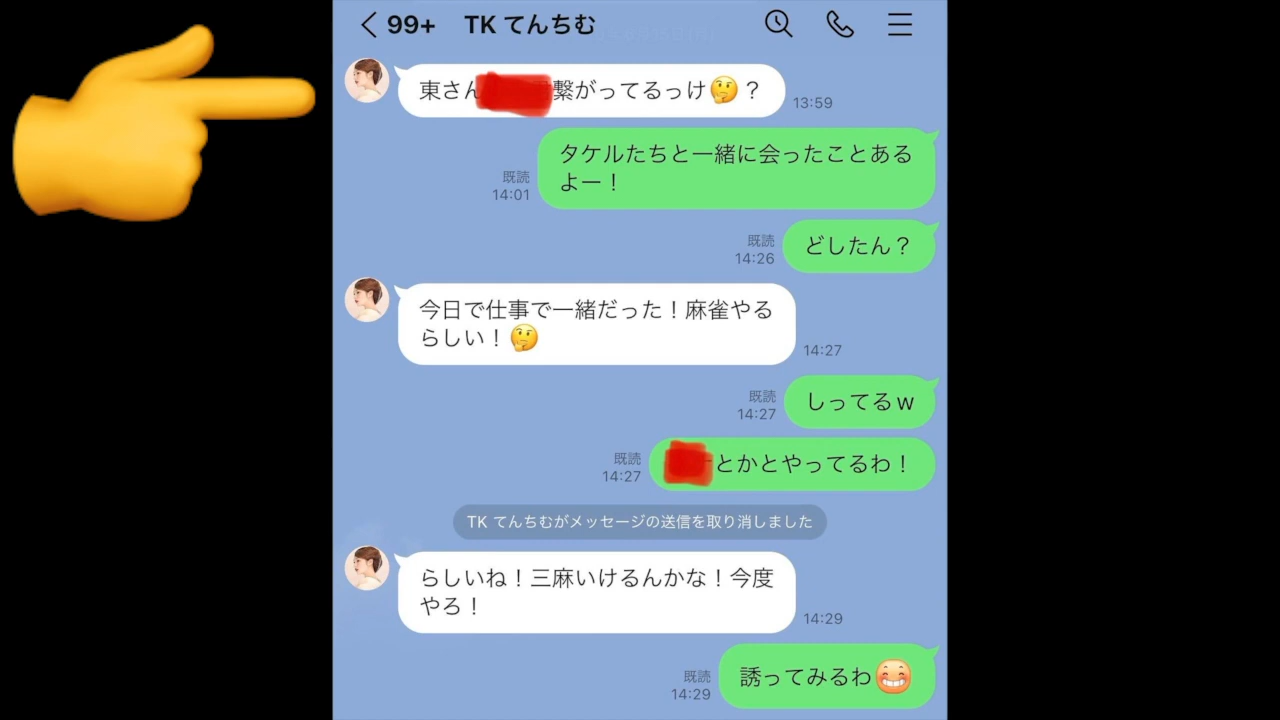 99+ TK てんちむ
東さん 繋がってるっけ🤔？
13:59
タケルたちと一緒に会ったことある
よー！
既読
14:01
どしたん？
既読
14:26
今日で仕事で一緒だった！麻雀やる
らしい！🤔
14:27
しってるw
既読
14:27
とかとやってるわ！
既読
14:27
TK てんちむがメッセージの送信を取り消しました
らしいね！三麻いけるんかな！今度
やろ！
14:29
誘ってみるわ😁
既読
14:29